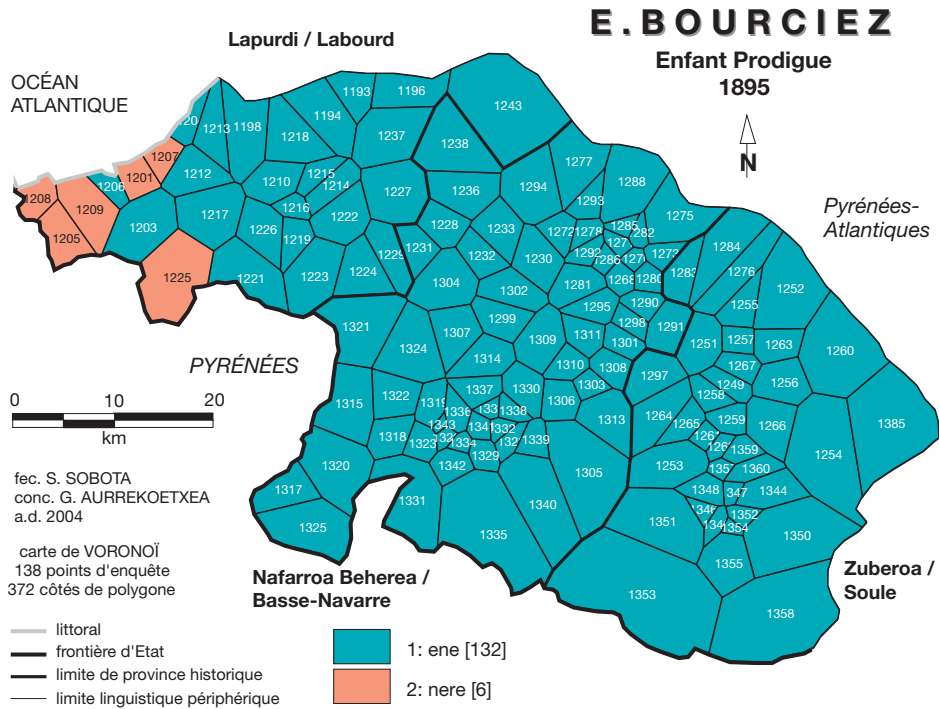 E.BOURCIEZ
Enfant Prodigue
1895
N
Lapurdi / Labourd
OCÉAN
ATLANTIQUE
Pyrénées-
Atlantiques
PYRÉNÉES
Nafarroa Beherea /
Basse-Navarre
Zuberoa /
Soule
1193 1196 1243
1213 1198 1194 1218 1237 1238
1207 1201 1206 1212 1210 1215 1214 1227 1236 1294 1277 1288
1208 1209 1205 1203 1217 1216 1222 1226 1219 1228 1233 1293 1275
1225 1221 1223 1224 1229 1231 1232 1230 1272 1278 1285 1282
1304 1302 1281 1292 1286 1273 1268 1280 1283 1284 1276 1252
1321 1324 1307 1299 1309 1295 1290 1311 1298 1301 1291 1255
1314 1310 1308 1303 1297 1251 1257 1263 1260 1267
1315 1322 1319 1337 1330 1306 1313 1249 1258 1256
1336 1338 1343 1341 1332 1264 1265 1259 1266 1385
1318 1323 1334 1329 1339 1305 1359 1254
1320 1342 1253 1360
1317 1325 1331 1335 1340 1351 1348 1344 1346 1352 1354 1350
1355 1353 1358
0 10 20
km
fec. S. SOBOTA
conc. G. AURREKOETXEA
a.d. 2004
carte de VORONOÏ
138 points d'enquête
372 côtés de polygone
littoral
frontière d'Etat
limite de province historique
limite linguistique périphérique
1: ene [132]
2: nere [6]